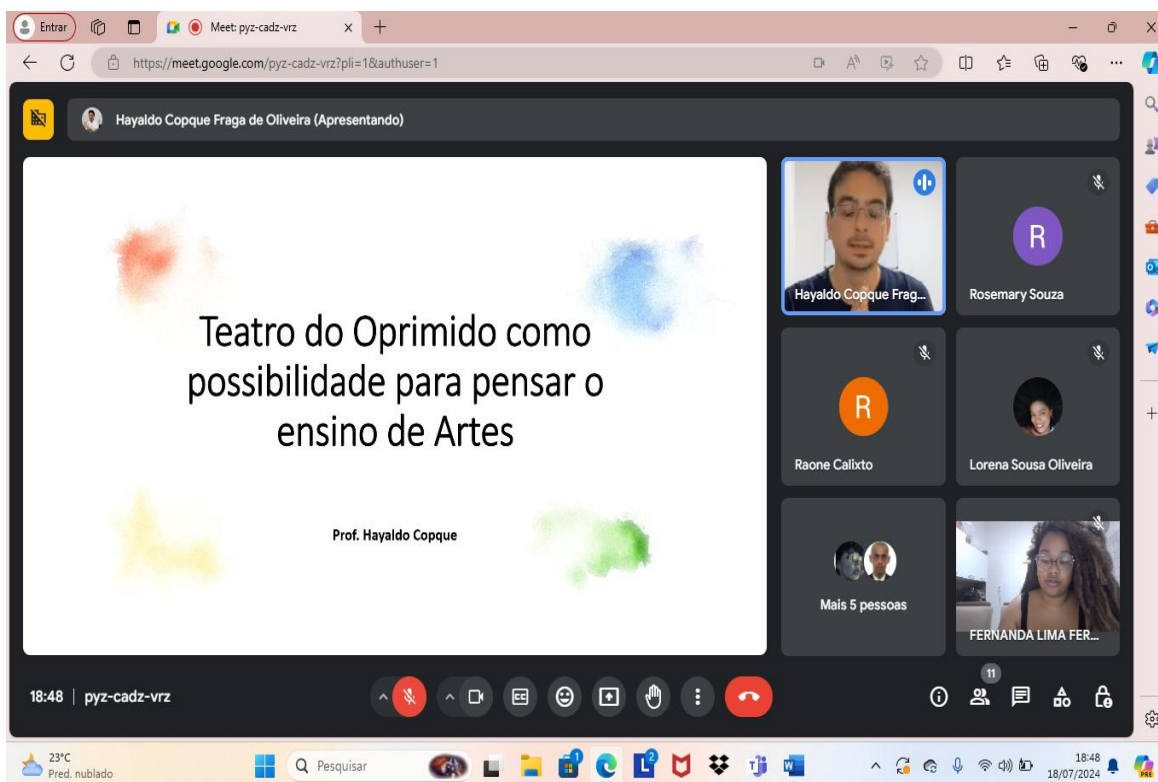 Entrar
Meet: pyz-cadz-vrz
https://meet.google.com/pyz-cadz-vrz?pli=1&authuser=1
Hayaldo Copque Fraga de Oliveira (Apresentando)
Teatro do Oprimido como
possibilidade para pensar o
ensino de Artes
Prof. Hayaldo Copque
Hayaldo Copque Frag...
R
Rosemary Souza
R
Raone Calixto
Lorena Sousa Oliveira
Mais 5 pessoas
FERNANDA LIMA FER...
18:48 | pyz-cadz-vrz
CC
11
23°C
Pred. nublado
Pesquisar
L 2
W
18:48
18/07/2024
PRE